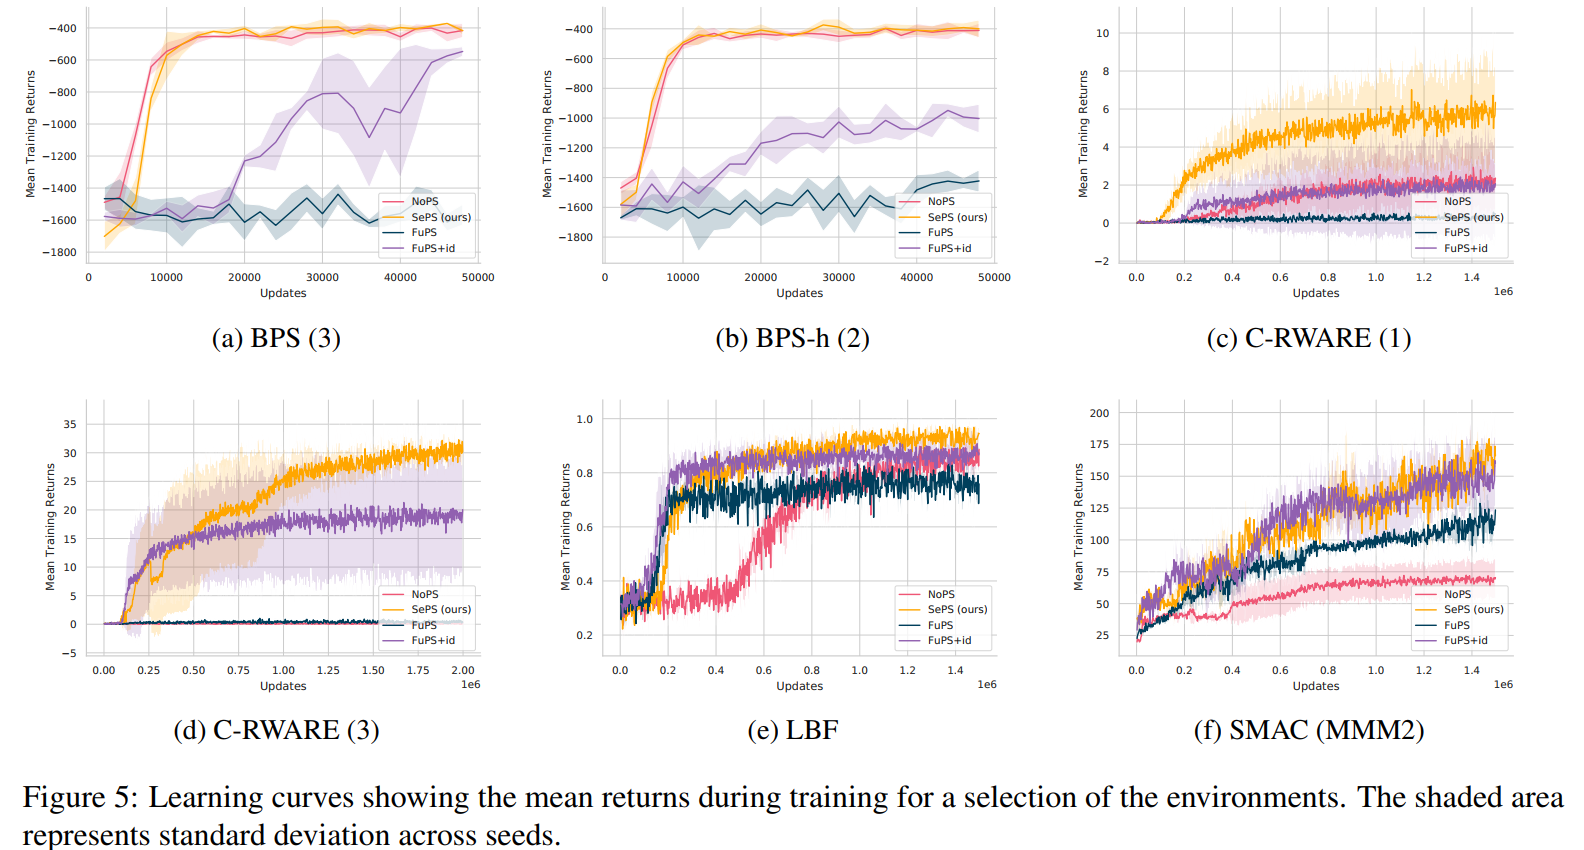 −400
−600
−800
−1000
−1200
−1400
−1600
−1800
Mean Training Returns
NoPS
SePS (ours)
FuPS
FuPS+id
0 10000 20000 30000 40000 50000
Updates
(a) BPS (3)
−400
−600
−800
−1000
−1200
−1400
−1600
−1800
Mean Training Returns
NoPS
SePS (ours)
FuPS
FuPS+id
0 10000 20000 30000 40000 50000
Updates
(b) BPS-h (2)
10
8
6
4
2
0
−2
Mean Training Returns
NoPS
SePS (ours)
FuPS
FuPS+id
0.0 0.2 0.4 0.6 0.8 1.0 1.2 1.4
1e6
Updates
(c) C-RWARE (1)
35
30
25
20
15
10
5
0
−5
Mean Training Returns
NoPS
SePS (ours)
FuPS
FuPS+id
0.00 0.25 0.50 0.75 1.00 1.25 1.50 1.75 2.00
1e6
Updates
(d) C-RWARE (3)
1.0
0.8
0.6
0.4
0.2
Mean Training Returns
NoPS
SePS (ours)
FuPS
FuPS+id
0.0 0.2 0.4 0.6 0.8 1.0 1.2 1.4
1e6
Updates
(e) LBF
200
175
150
125
100
75
50
25
Mean Training Returns
NoPS
SePS (ours)
FuPS
FuPS+id
0.0 0.2 0.4 0.6 0.8 1.0 1.2 1.4
1e6
Updates
(f) SMAC (MMM2)
Figure 5: Learning curves showing the mean returns during training for a selection of the environments. The shaded area
represents standard deviation across seeds.